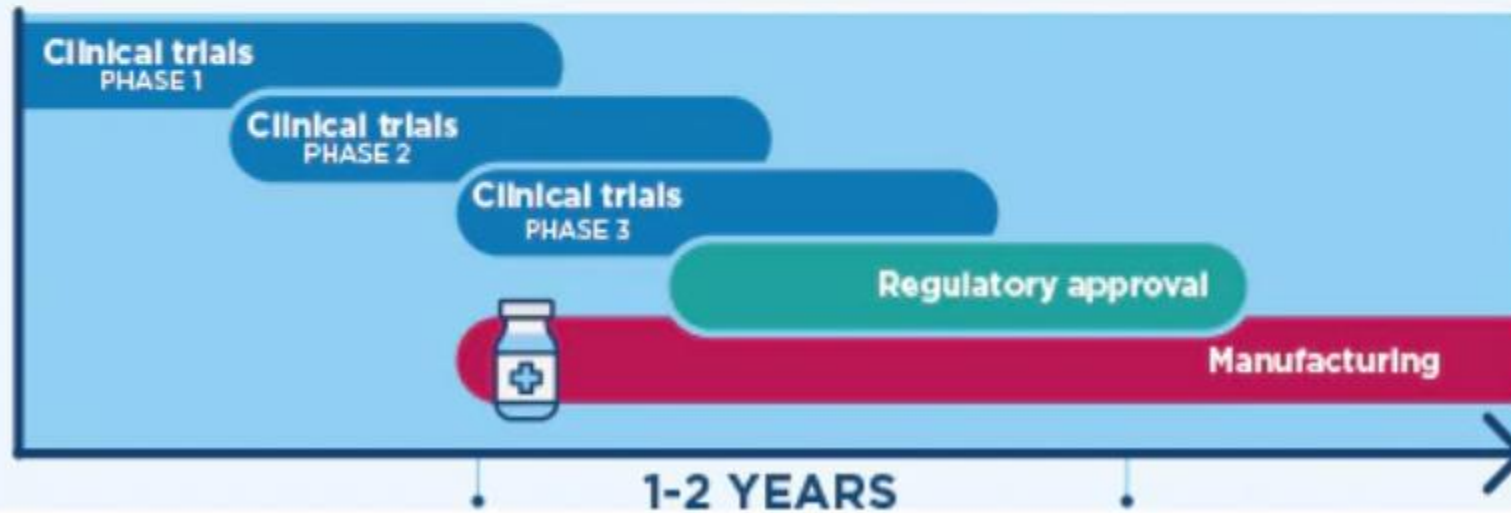 Clinical trials
PHASE 1
Clinical trials
PHASE 2
Clinical trials
PHASE 3
Regulatory approval
Manufacturing
1-2 YEARS